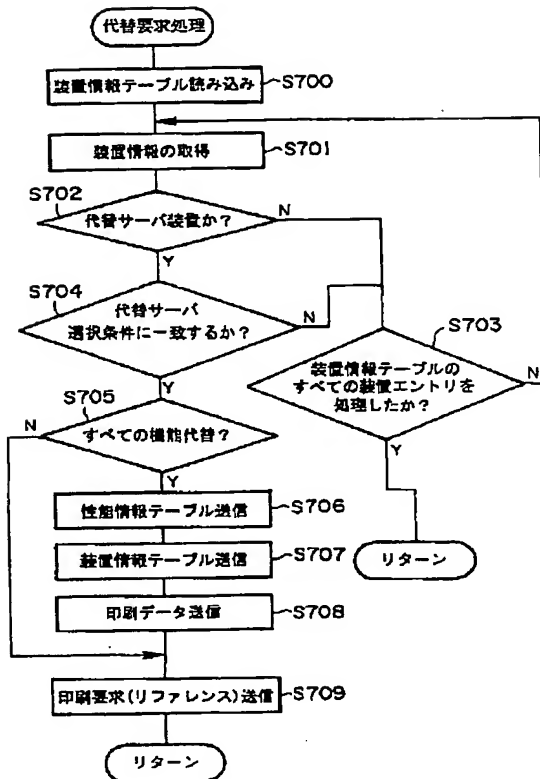 代替要求処理
装置情報テーブル読み込み
S700
装置情報の取得
S701
S702
代替サーバ装置か?
N
Y
S704
代替サーバ
選択条件に一致するか?
N
Y
S703
装置情報テーブルの
すべての装置エントリを
処理したか?
N
Y
リターン
S705
N
すべての機能代替?
Y
性能情報テーブル送信
S706
装置情報テーブル送信
S707
印刷データ送信
S708
印刷要求(リファレンス)送信
S709
リターン